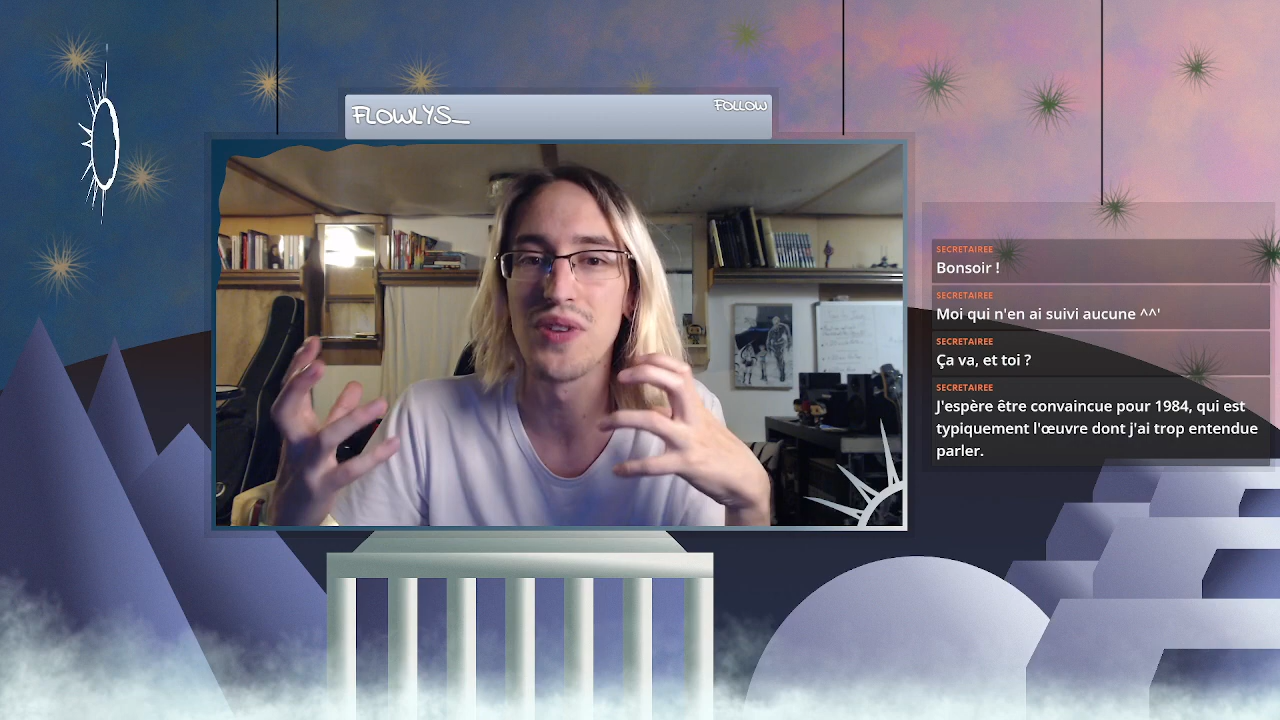 FLOWLYS_
FOLLOW
SECRETAIREE
Bonsoir !
SECRETAIREE
Moi qui n'en ai suivi aucune ^^'
SECRETAIREE
Ça va, et toi ?
SECRETAIREE
J'espère être convaincue pour 1984, qui est
typiquement l'œuvre dont j'ai trop entendue
parler.